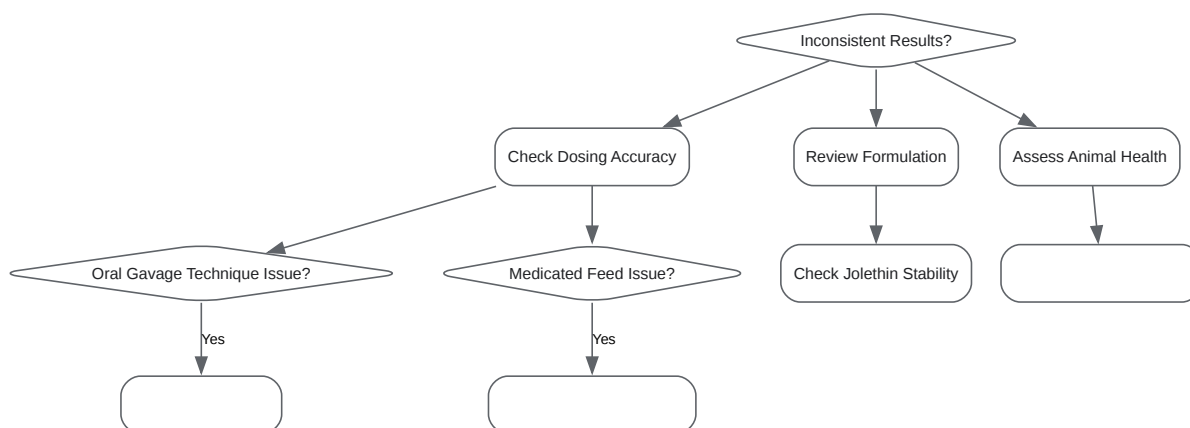 Inconsistent Results?
Check Dosing Accuracy
Review Formulation
Assess Animal Health
Oral Gavage Technique Issue?
Medicated Feed Issue?
Check Jolethin Stability
Yes
Yes